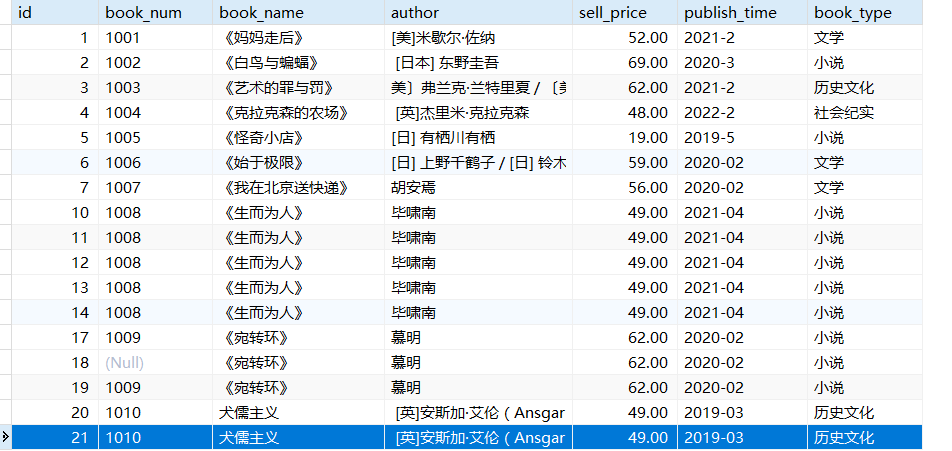 id book_num book_name author sell_price publish_time book_type
1 1001 《妈妈走后》 [美]米歇尔·佐纳 52.00 2021-2 文学
2 1002 《白鸟与蝙蝠》 [日本] 东野圭吾 69.00 2020-3 小说
3 1003 《艺术的罪与罚》 美〕弗兰克·兰特里夏 / 〔美 62.00 2021-2 历史文化
4 1004 《克拉克森的农场》 [英]杰里米·克拉克森 48.00 2022-2 社会纪实
5 1005 《怪奇小店》 [日] 有栖川有栖 19.00 2019-5 小说
6 1006 《始于极限》 [日] 上野千鹤子 / [日] 铃木 59.00 2020-02 文学
7 1007 《我在北京送快递》 胡安焉 56.00 2020-02 文学
10 1008 《生而为人》 毕啸南 49.00 2021-04 小说
11 1008 《生而为人》 毕啸南 49.00 2021-04 小说
12 1008 《生而为人》 毕啸南 49.00 2021-04 小说
13 1008 《生而为人》 毕啸南 49.00 2021-04 小说
14 1008 《生而为人》 毕啸南 49.00 2021-04 小说
17 1009 《宛转环》 慕明 62.00 2020-02 小说
18 (Null) 《宛转环》 慕明 62.00 2020-02 小说
19 1009 《宛转环》 慕明 62.00 2020-02 小说
20 1010 犬儒主义 [英]安斯加·艾伦（Ansgar 49.00 2019-03 历史文化
21 1010 犬儒主义 [英]安斯加·艾伦（Ansgar 49.00 2019-03 历史文化